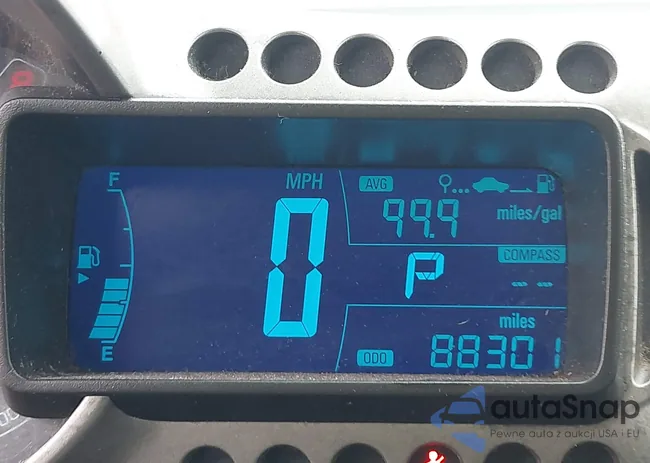 F
MPH
AVG
99.9 miles/gal
0
P
COMPASS
--
E
miles
ODO
88301
autaSnap
Pewne auta z aukcji USA i EU